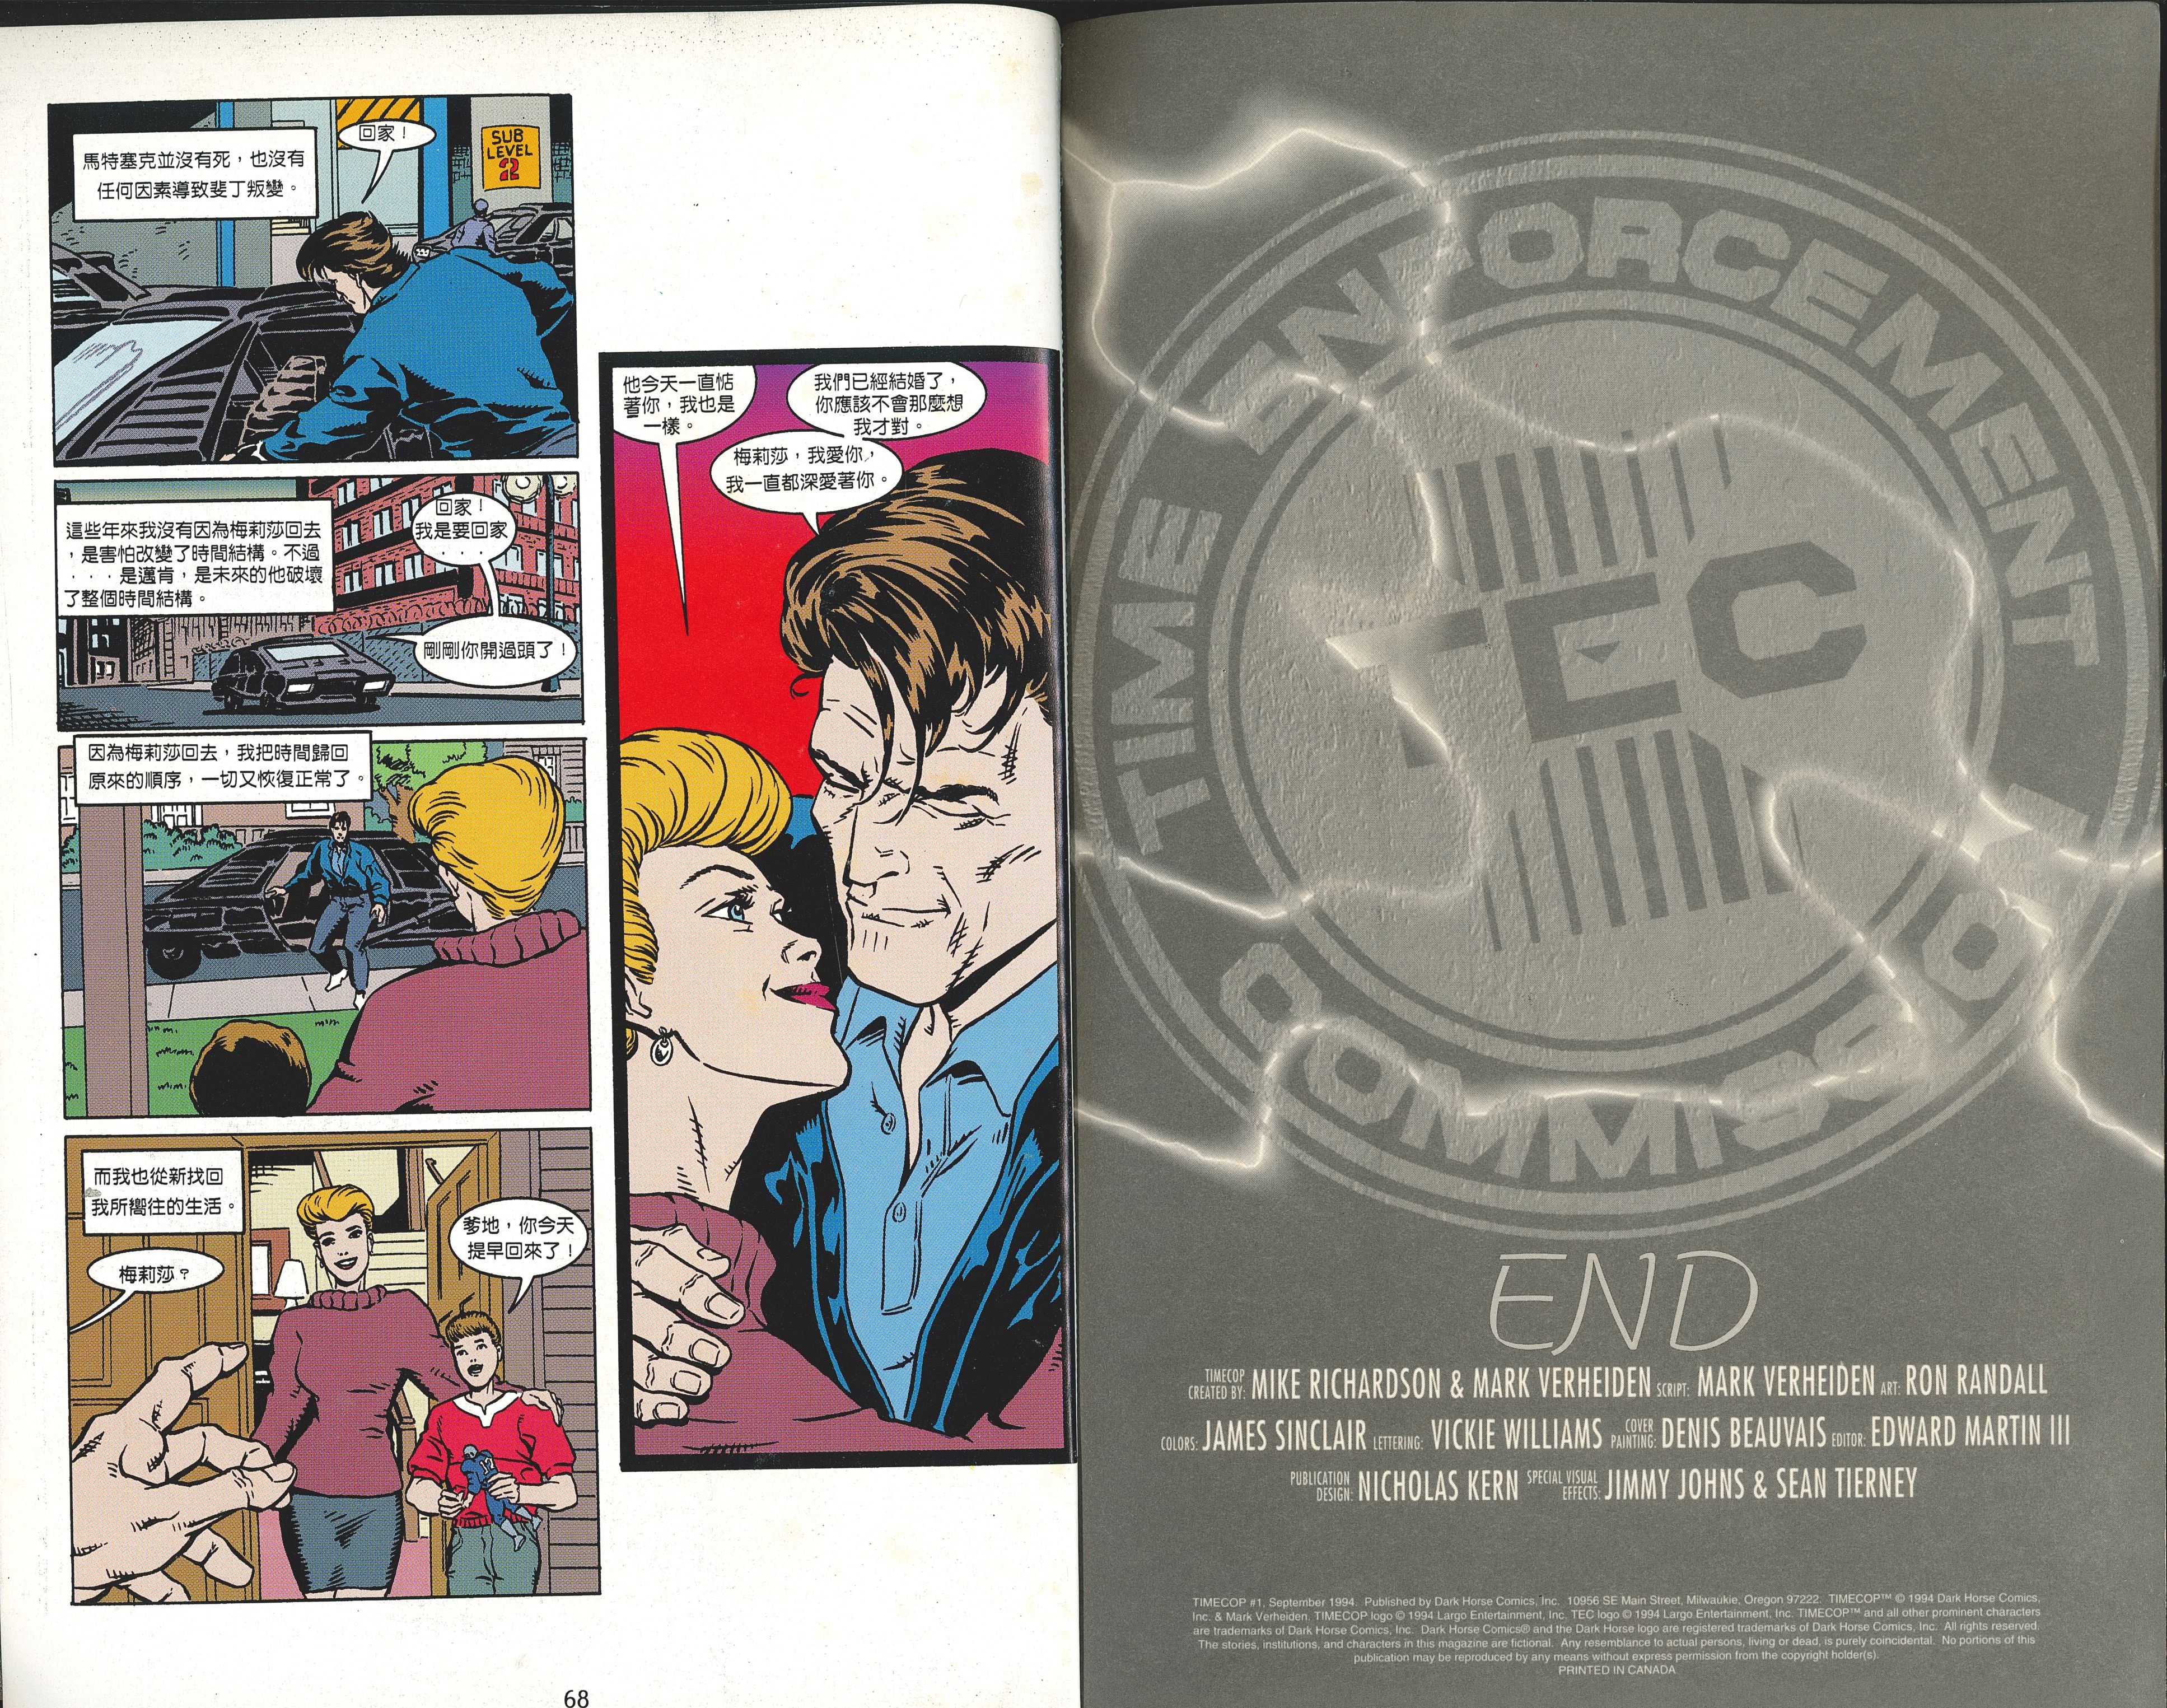 馬特塞克並沒有死，也沒有
任何因素導致斐丁叛變。
回家！
SUB
LEVEL
2
這些年來我沒有因為梅莉莎回去
，是害怕改變了時間結構。不過
．．．是邁肯，是未來的他破壞
了整個時間結構。
回家！
我是要回家
．．．．
剛剛你開過頭了！
因為梅莉莎回去，我把時間歸回
原來的順序，一切又恢復正常了。
而我也從新找回
我所嚮往的生活。
梅莉莎？
爹地，你今天
提早回來了！
他今天一直惦
著你，我也是
一樣。
我們已經結婚了，
你應該不會那麼想
我才對。
梅莉莎，我愛你，
我一直都深愛著你。
68
TIME ENFORCEMENT
TEC
COMMISSION
END
TIMECOP CREATED BY: MIKE RICHARDSON & MARK VERHEIDEN SCRIPT: MARK VERHEIDEN ART: RON RANDALL
COLORS: JAMES SINCLAIR LETTERING: VICKIE WILLIAMS COVER PAINTING: DENIS BEAUVAIS EDITOR: EDWARD MARTIN III
PUBLICATION DESIGN: NICHOLAS KERN SPECIAL VISUAL EFFECTS: JIMMY JOHNS & SEAN TIERNEY
TIMECOP #1, September 1994. Published by Dark Horse Comics, Inc. 10956 SE Main Street, Milwaukie, Oregon 97222. TIMECOP™ © 1994 Dark Horse Comics,
Inc. & Mark Verheiden. TIMECOP logo © 1994 Largo Entertainment, Inc. TEC logo © 1994 Largo Entertainment, Inc. TIMECOP™ and all other prominent characters
are trademarks of Dark Horse Comics, Inc. Dark Horse Comics® and the Dark Horse logo are registered trademarks of Dark Horse Comics, Inc. All rights reserved.
The stories, institutions, and characters in this magazine are fictional. Any resemblance to actual persons, living or dead, is purely coincidental. No portions of this
publication may be reproduced by any means without express permission from the copyright holder(s).
PRINTED IN CANADA